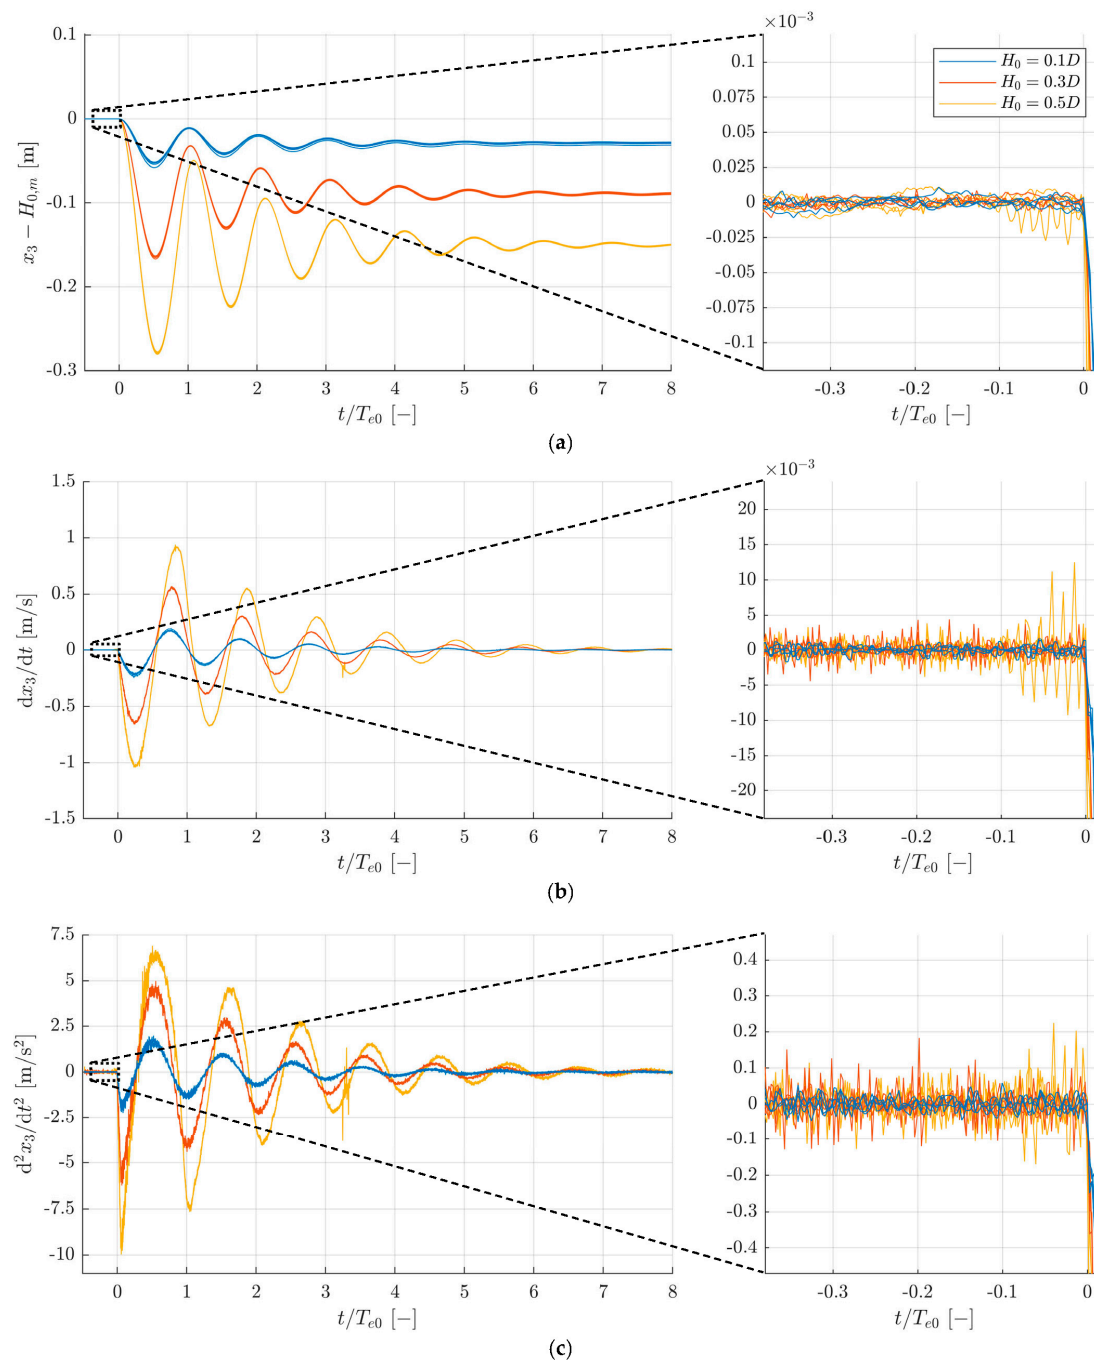 ×10⁻³
0.1
0
-0.1
-0.2
-0.3
x₃ − H₀,ₘ [m]
0 1 2 3 4 5 6 7 8
t/Tₑ₀ [−]
0.1
0.075
0.05
0.025
0
-0.025
-0.05
-0.075
-0.1
H₀ = 0.1D
H₀ = 0.3D
H₀ = 0.5D
-0.3 -0.2 -0.1 0
t/Tₑ₀ [−]
(a)
×10⁻³
1.5
1
0.5
0
-0.5
-1
-1.5
dx₃/dt [m/s]
0 1 2 3 4 5 6 7 8
t/Tₑ₀ [−]
20
15
10
5
0
-5
-10
-15
-20
-0.3 -0.2 -0.1 0
t/Tₑ₀ [−]
(b)
7.5
5
2.5
0
-2.5
-5
-7.5
-10
d²x₃/dt² [m/s²]
0 1 2 3 4 5 6 7 8
t/Tₑ₀ [−]
0.4
0.3
0.2
0.1
0
-0.1
-0.2
-0.3
-0.4
-0.3 -0.2 -0.1 0
t/Tₑ₀ [−]
(c)